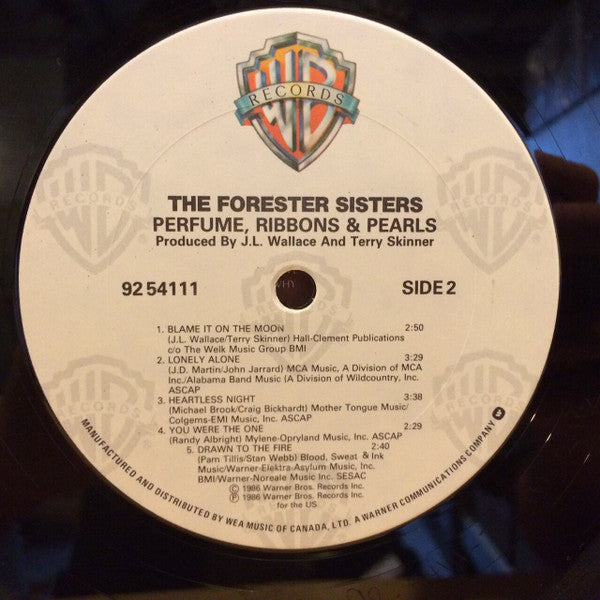 WB
RECORDS
THE FORESTER SISTERS
PERFUME, RIBBONS & PEARLS
Produced By J.L. Wallace And Terry Skinner
92 54111
SIDE 2
1. BLAME IT ON THE MOON 2:50
(J.L. Wallace/Terry Skinner) Hall-Clement Publications
c/o The Welk Music Group BMI
2. LONELY ALONE 3:29
(J.D. Martin/John Jarrard) MCA Music, A Division of MCA
Inc./Alabama Band Music (A Division of Wildcountry, Inc.
ASCAP
3. HEARTLESS NIGHT 3:38
(Michael Brook/Craig Bickhardt) Mother Tongue Music/
Colgems-EMI Music Inc. ASCAP
4. YOU WERE THE ONE 2:29
(Randy Albright) Mylene-Opryland Music Inc. ASCAP
5. DRAWN TO THE FIRE 2:40
(Pam Tillis/Stan Webb) Blood, Sweat & Ink
Music/Warner-Elektra-Asylum Music, Inc.
BMI/Warner-Noreale Music Inc. SESAC
© 1986 Warner Bros. Records Inc.
℗ 1986 Warner Bros. Records Inc.
for the US
MANUFACTURED AND DISTRIBUTED BY WEA MUSIC OF CANADA, LTD. A WARNER COMMUNICATIONS COMPANY